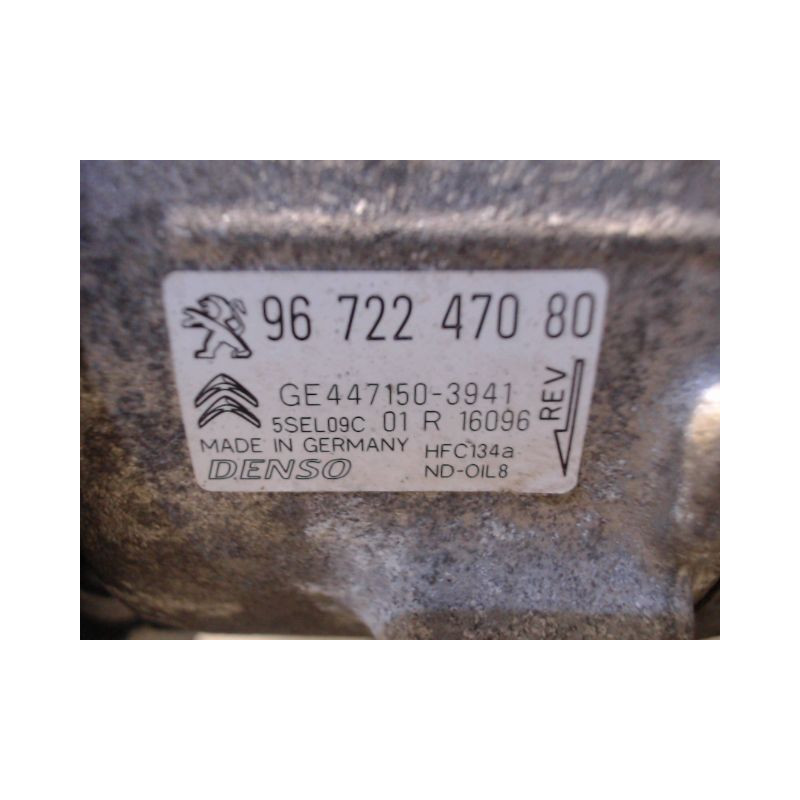 96 722 470 80
GE447150-3941
5SEL09C 01 R 16096
REV
MADE IN GERMANY HFC134a
DENSO ND-OIL8